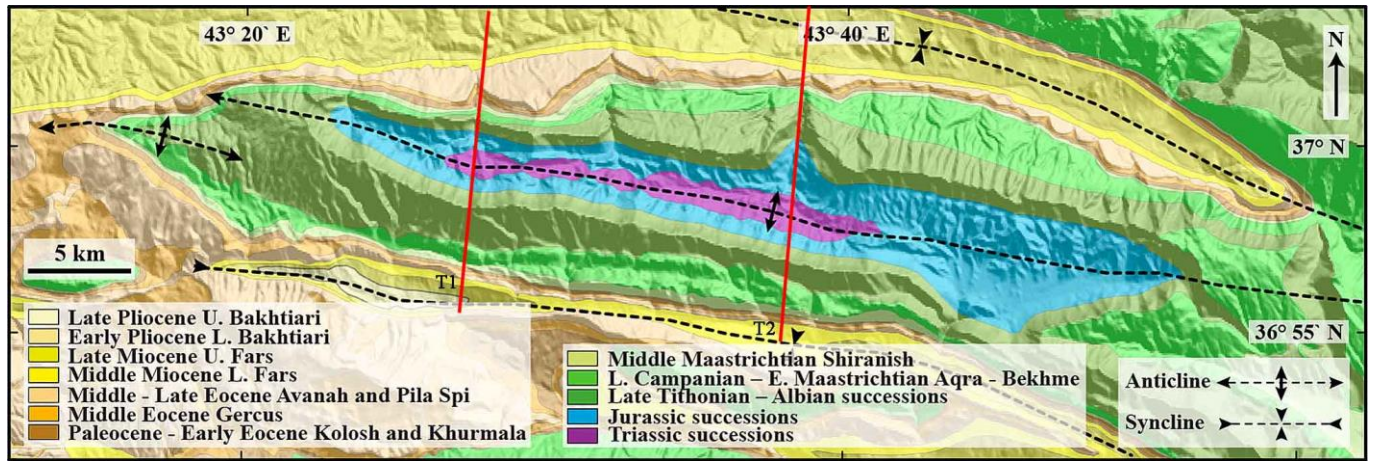 43° 20` E
43° 40` E
N
37° N
5 km
T1
T2
36° 55` N
Late Pliocene U. Bakhtiari
Early Pliocene L. Bakhtiari
Late Miocene U. Fars
Middle Miocene L. Fars
Middle - Late Eocene Avanah and Pila Spi
Middle Eocene Gercus
Paleocene - Early Eocene Kolosh and Khurmala
Middle Maastrichtian Shiranish
L. Campanian – E. Maastrichtian Aqra - Bekhme
Late Tithonian – Albian successions
Jurassic successions
Triassic successions
Anticline
Syncline